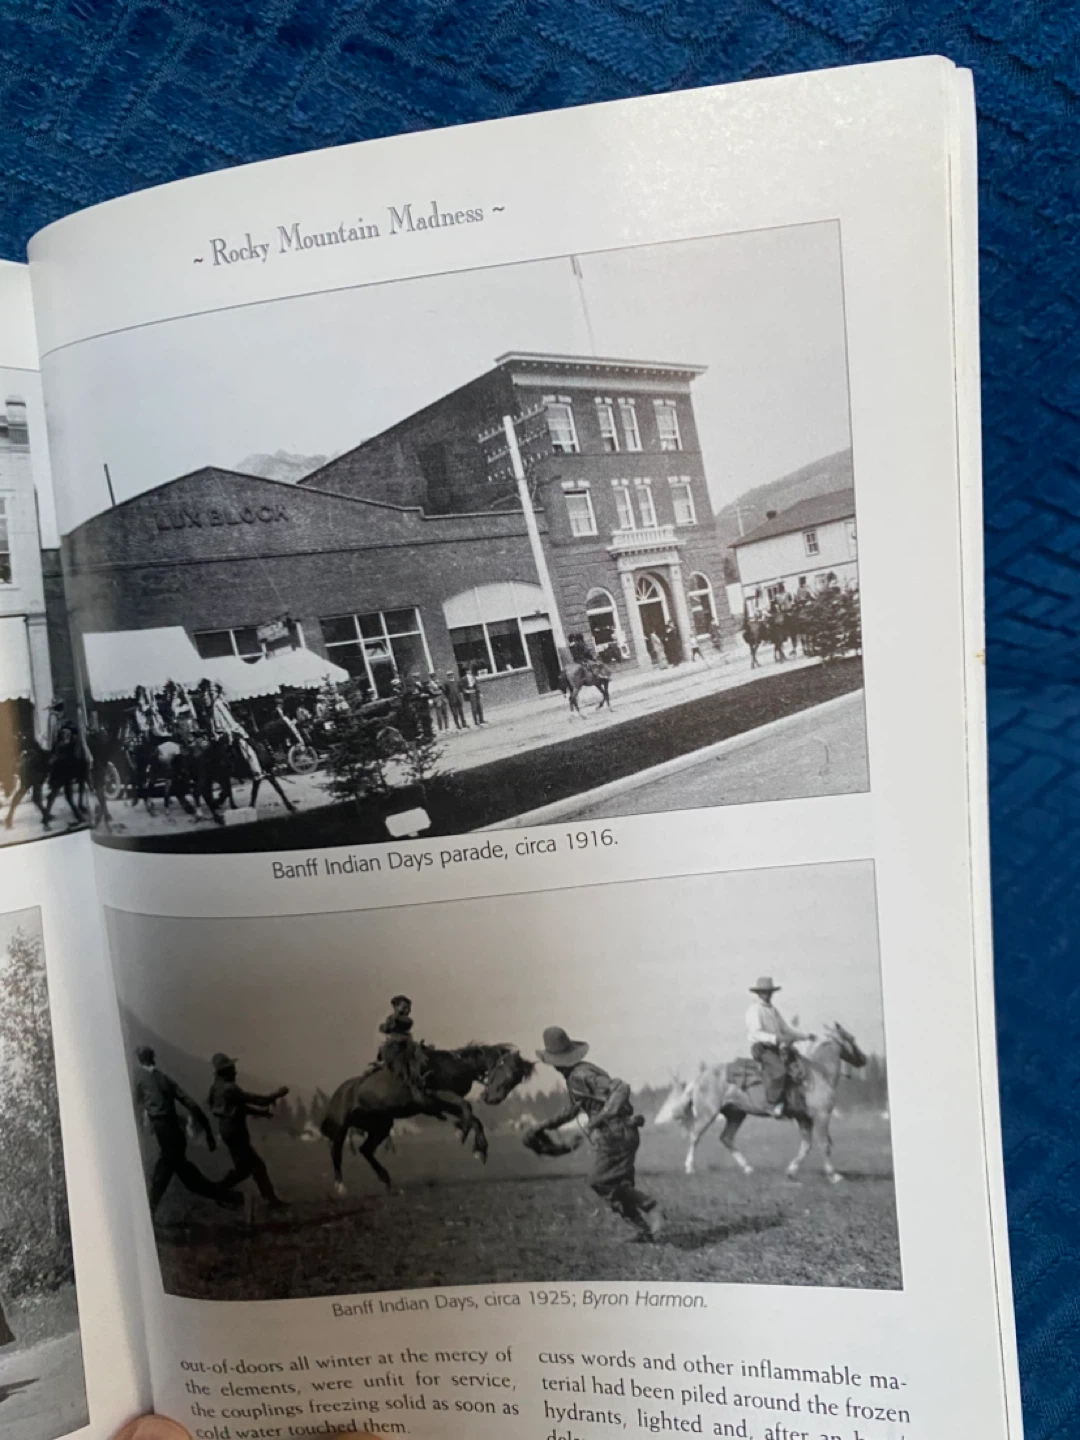 ~ Rocky Mountain Madness ~
LUX BLOCK
Banff Indian Days parade, circa 1916.
Banff Indian Days, circa 1925; Byron Harmon.
out-of-doors all winter at the mercy of
the elements, were unfit for service,
the couplings freezing solid as soon as
cold water touched them.
cuss words and other inflammable ma-
terial had been piled around the frozen
hydrants, lighted and, after an